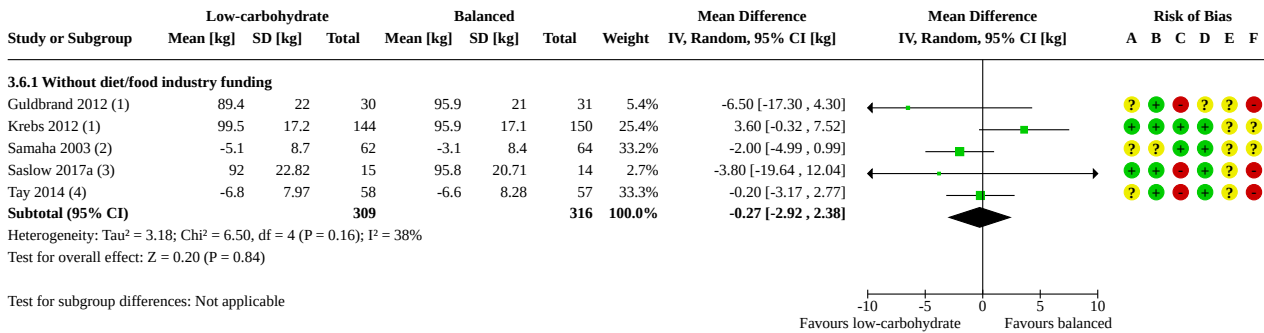 Low-carbohydrate Balanced Mean Difference Mean Difference Risk of Bias
Study or Subgroup Mean [kg] SD [kg] Total Mean [kg] SD [kg] Total Weight IV, Random, 95% CI [kg] IV, Random, 95% CI [kg] A B C D E F
3.6.1 Without diet/food industry funding
Guldbrand 2012 (1) 89.4 22 30 95.9 21 31 5.4% -6.50 [-17.30 , 4.30] ? + - ? ? -
Krebs 2012 (1) 99.5 17.2 144 95.9 17.1 150 25.4% 3.60 [-0.32 , 7.52] + + + + ? ?
Samaha 2003 (2) -5.1 8.7 62 -3.1 8.4 64 33.2% -2.00 [-4.99 , 0.99] ? ? + + ? -
Saslow 2017a (3) 92 22.82 15 95.8 20.71 14 2.7% -3.80 [-19.64 , 12.04] + + - + ? -
Tay 2014 (4) -6.8 7.97 58 -6.6 8.28 57 33.3% -0.20 [-3.17 , 2.77] ? + - + ? -
Subtotal (95% CI) 309 316 100.0% -0.27 [-2.92 , 2.38]
Heterogeneity: Tau² = 3.18; Chi² = 6.50, df = 4 (P = 0.16); I² = 38%
Test for overall effect: Z = 0.20 (P = 0.84)
Test for subgroup differences: Not applicable
-10 -5 0 5 10
Favours low-carbohydrate Favours balanced